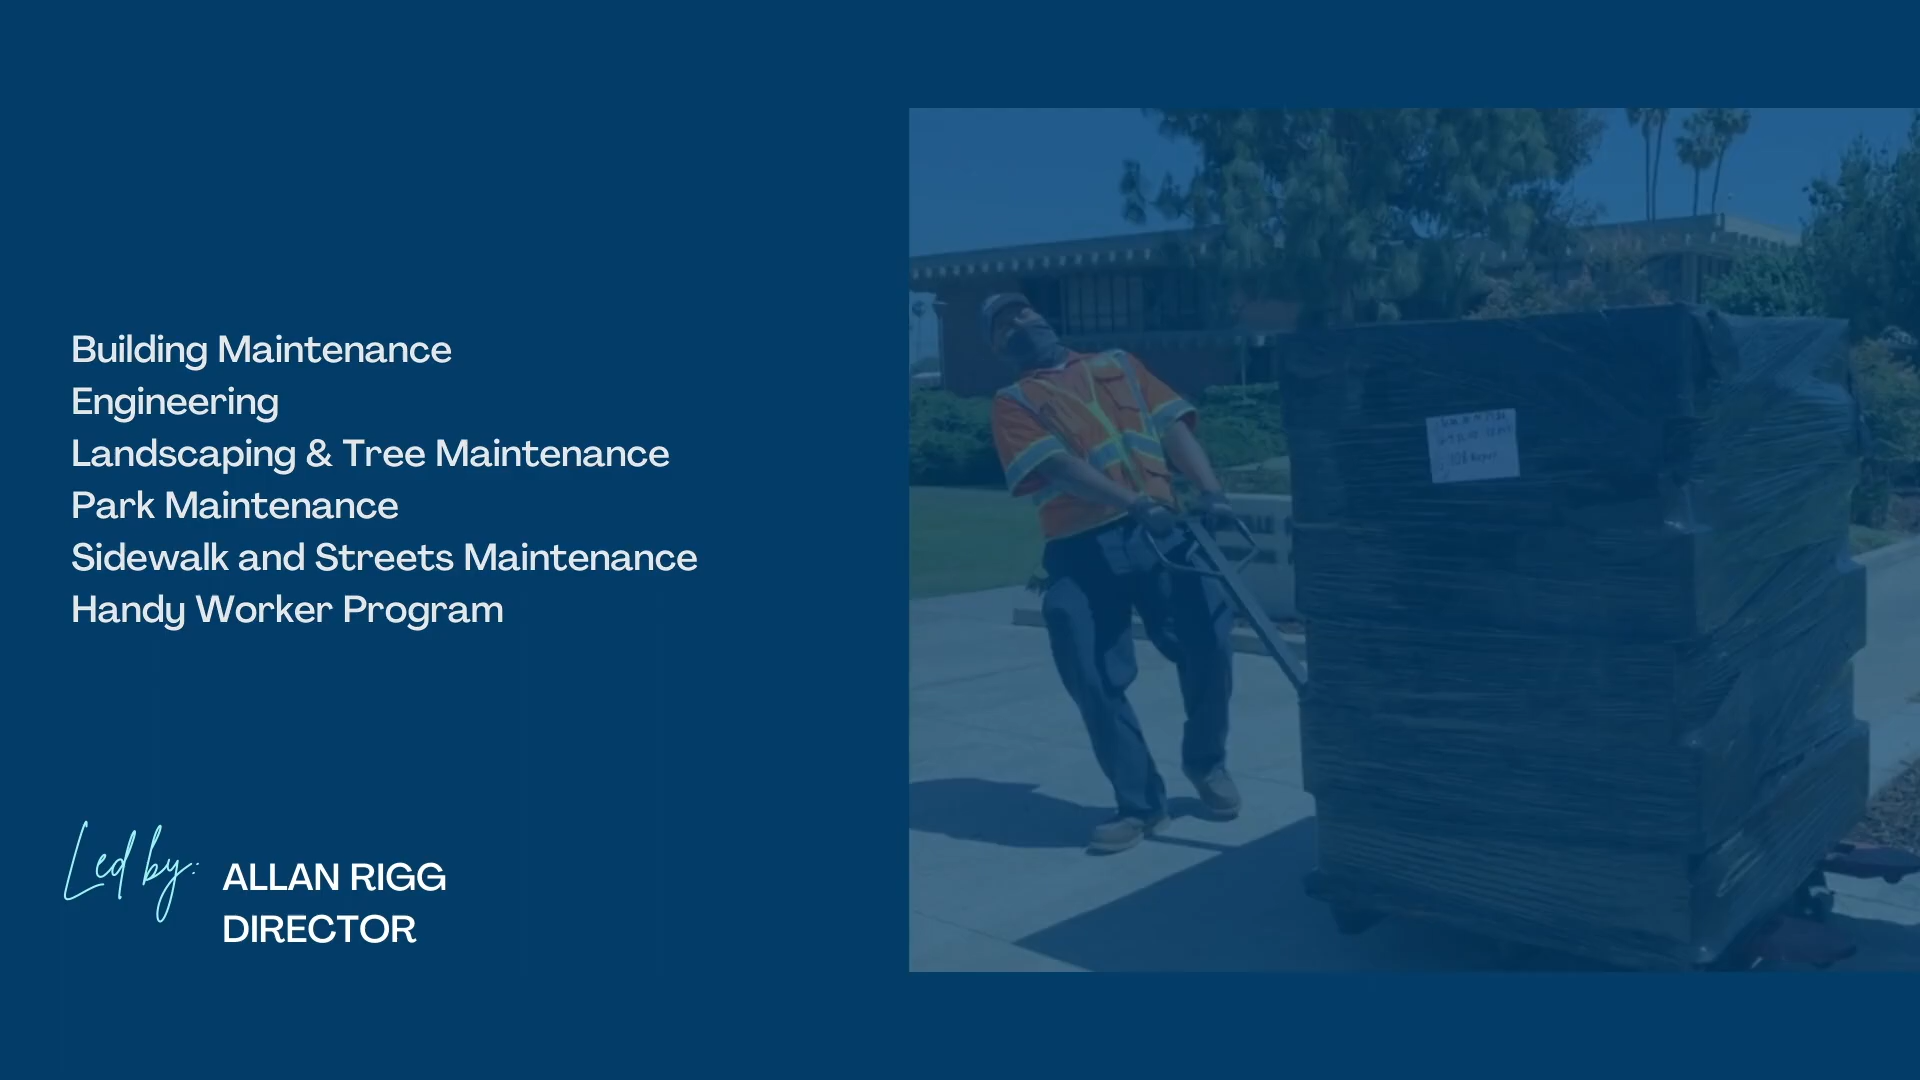 Building Maintenance
Engineering
Landscaping & Tree Maintenance
Park Maintenance
Sidewalk and Streets Maintenance
Handy Worker Program
Led by:
ALLAN RIGG
DIRECTOR